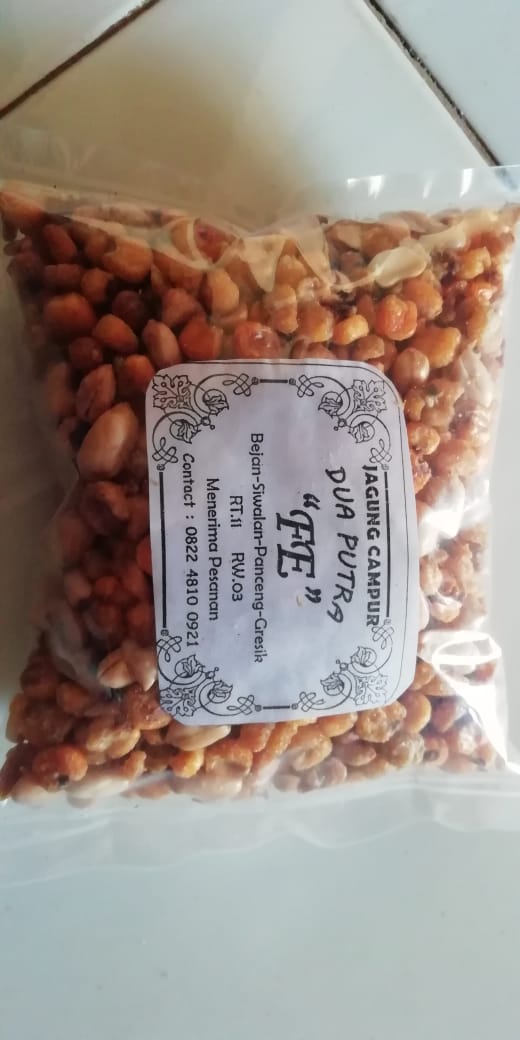 JAGUNG CAMPUR
DUA PUTRA
“FE”
Bejan-Siwalan-Panceng-Gresik
RT.11 RW.03
Menerima Pesanan
Contact : 0822 4810 0921